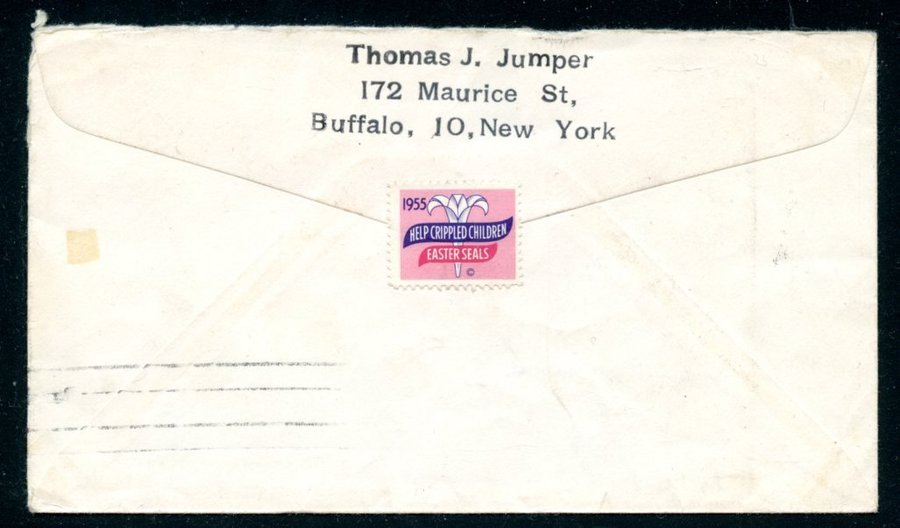 Thomas J. Jumper
172 Maurice St,
Buffalo, 10, New York
1955
HELP CRIPPLED CHILDREN
EASTER SEALS
©